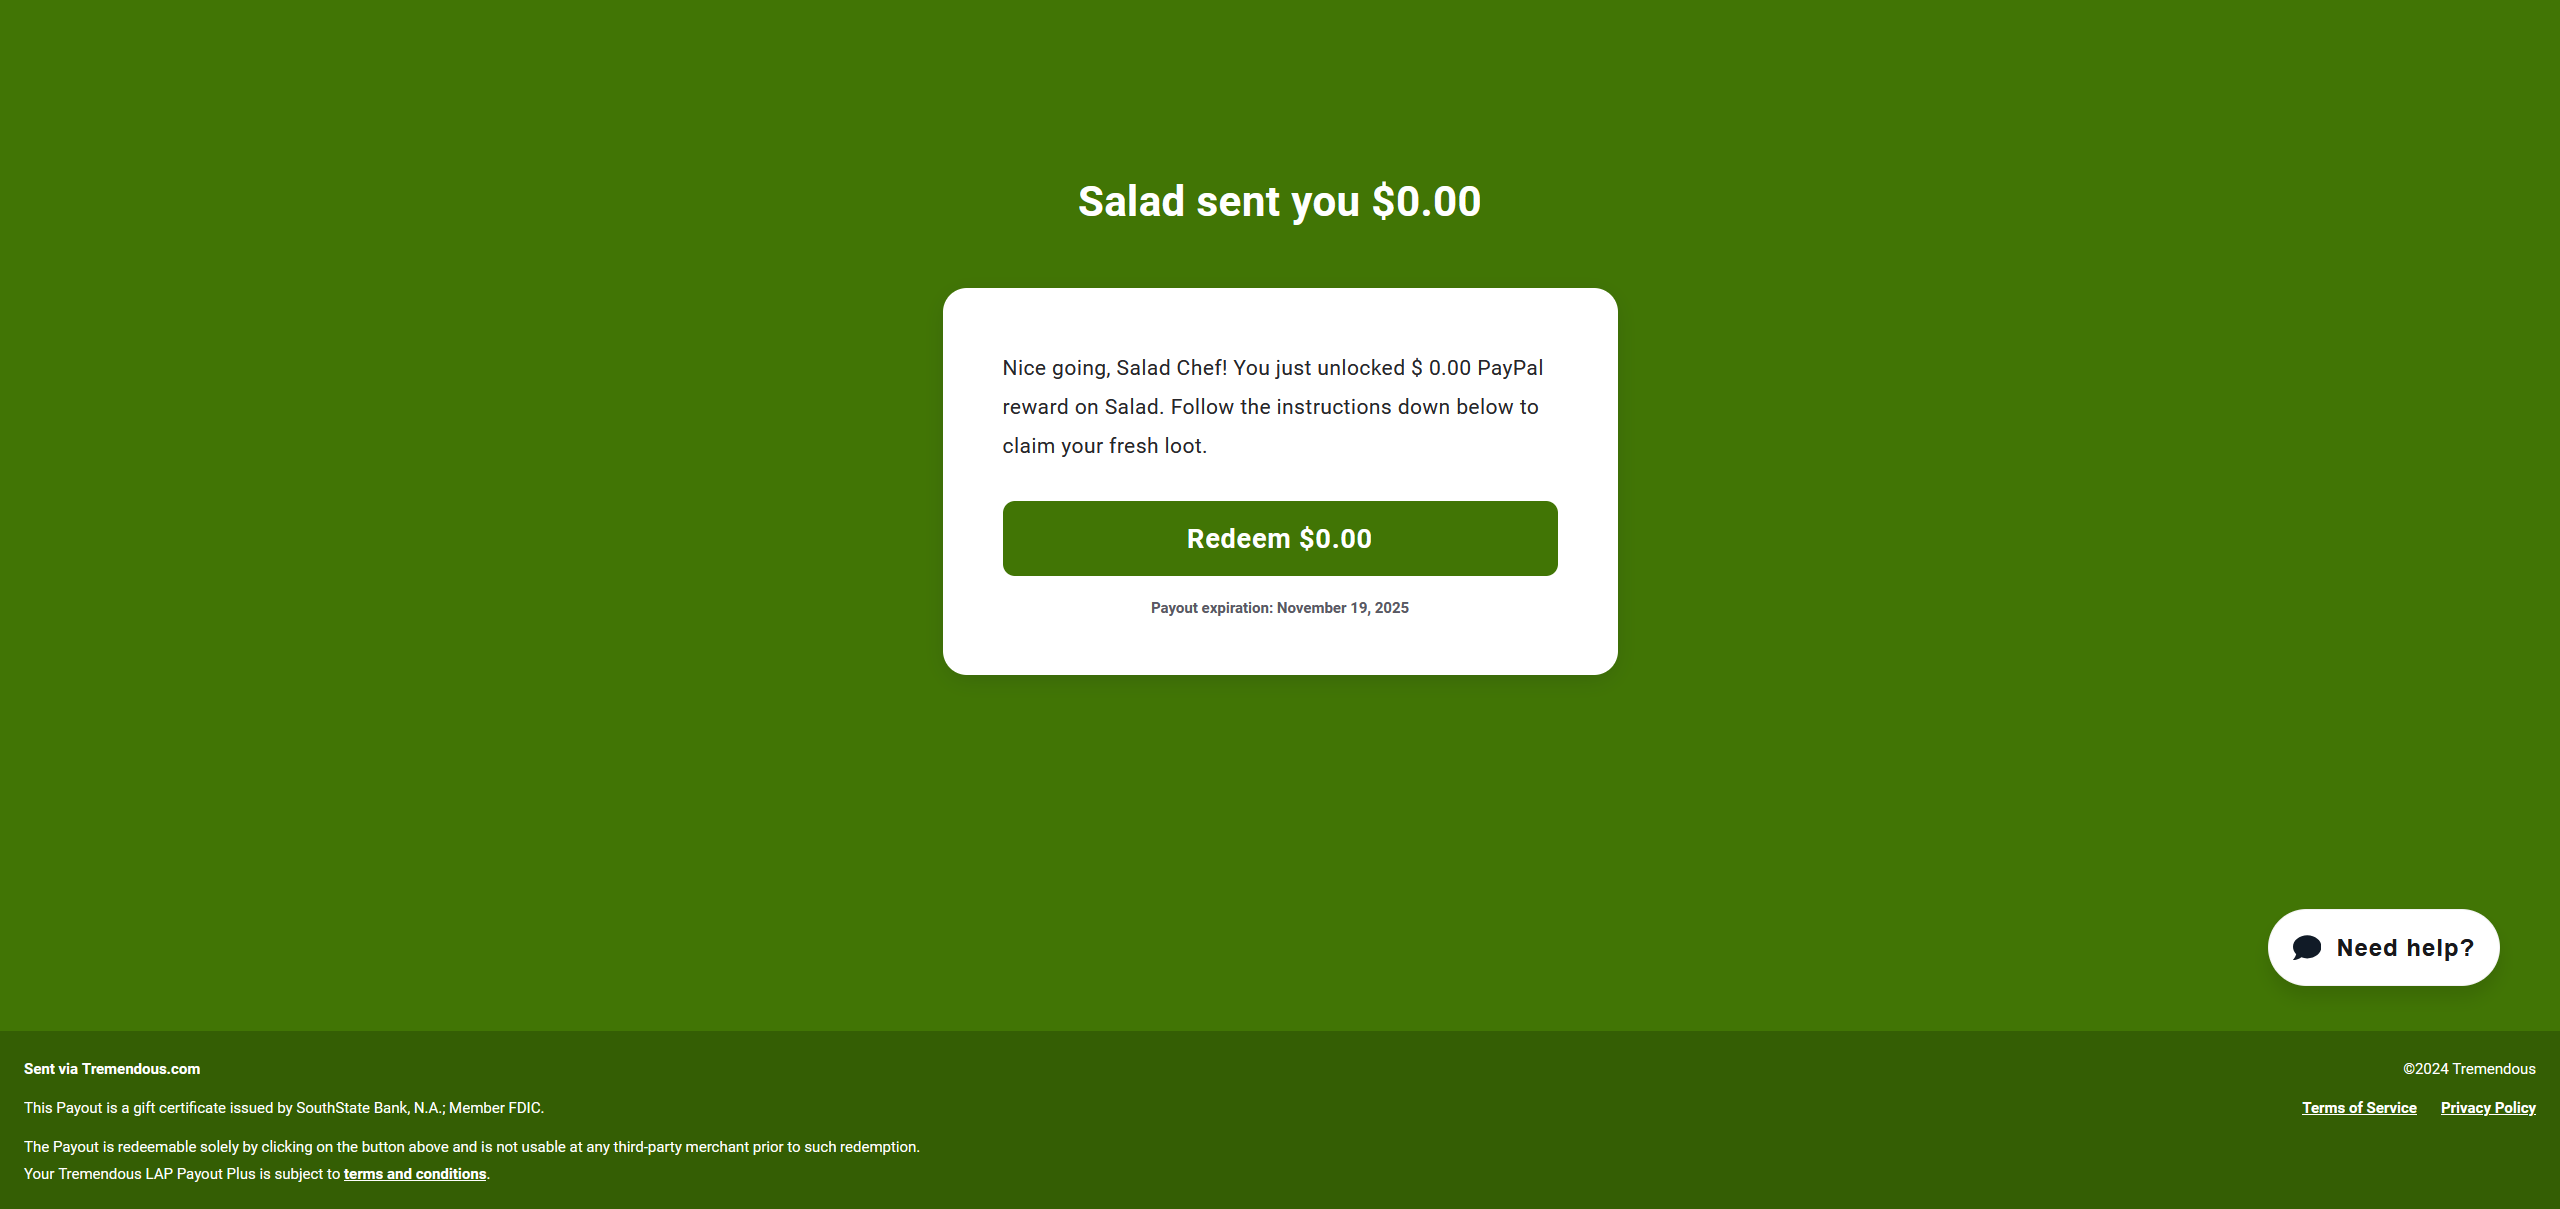 Salad sent you $0.00
Nice going, Salad Chef! You just unlocked $ 0.00 PayPal
reward on Salad. Follow the instructions down below to
claim your fresh loot.
Redeem $0.00
Payout expiration: November 19, 2025
Need help?
Sent via Tremendous.com
©2024 Tremendous
This Payout is a gift certificate issued by SouthState Bank, N.A.; Member FDIC.
Terms of Service Privacy Policy
The Payout is redeemable solely by clicking on the button above and is not usable at any third-party merchant prior to such redemption.
Your Tremendous LAP Payout Plus is subject to terms and conditions.